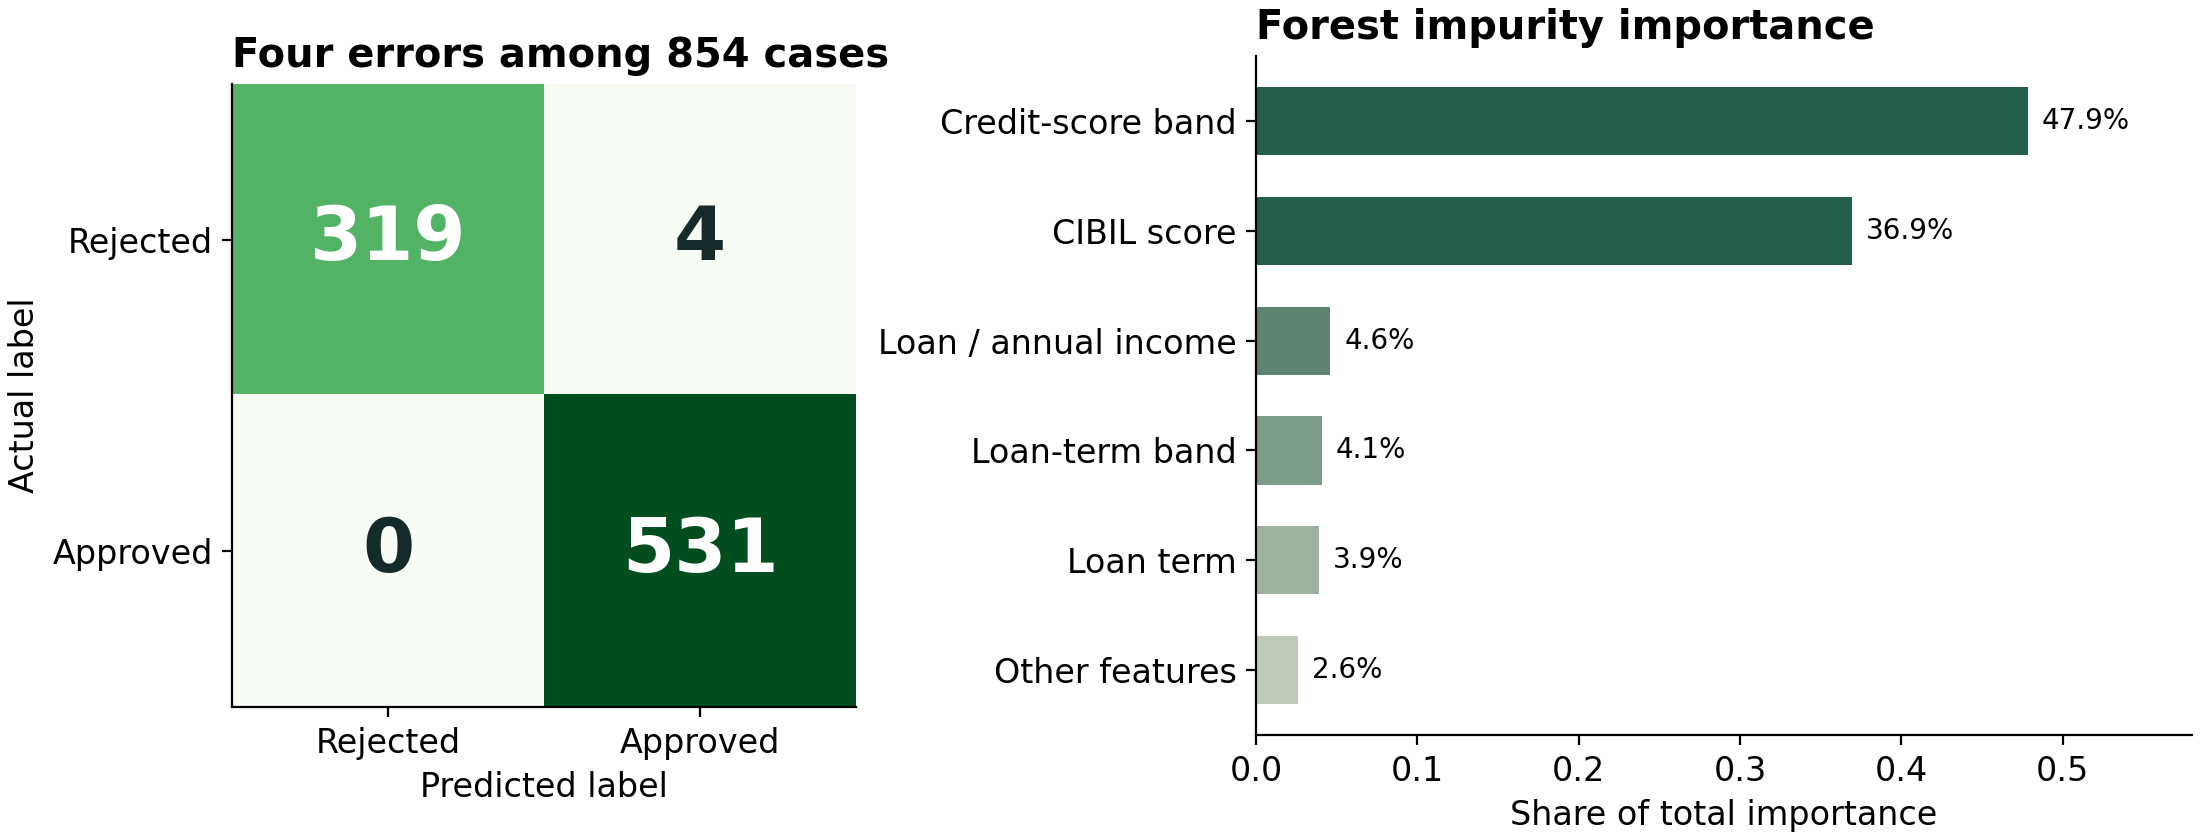 Four errors among 854 cases
Actual label
Rejected
319
4
Approved
0
531
Rejected
Approved
Predicted label
Forest impurity importance
Credit-score band
47.9%
CIBIL score
36.9%
Loan / annual income
4.6%
Loan-term band
4.1%
Loan term
3.9%
Other features
2.6%
0.0
0.1
0.2
0.3
0.4
0.5
Share of total importance